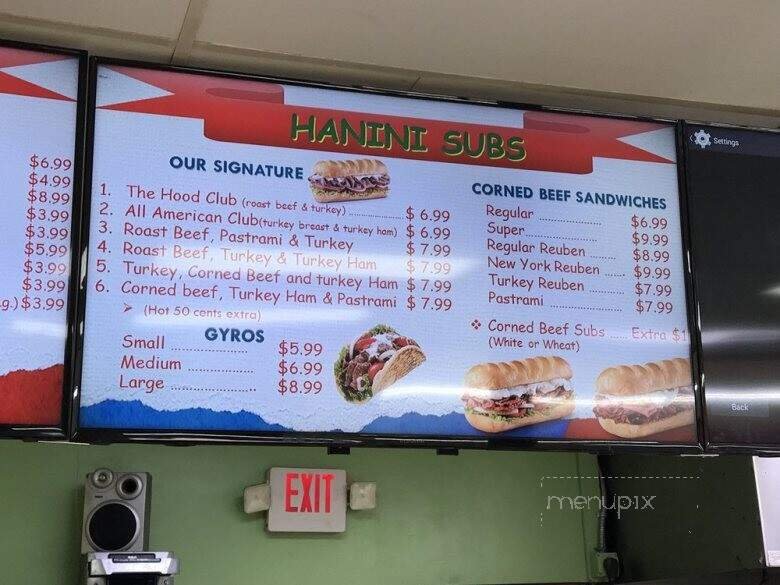 HANINI SUBS
$6.99
$4.99
$8.99
$3.99
$3.99
$5.99
$3.99
$3.99
g.) $3.99
OUR SIGNATURE
1. The Hood Club (roast beef & turkey) ............... $ 6.99
2. All American Club(turkey breast & turkey ham) $ 6.99
3. Roast Beef, Pastrami & Turkey $ 7.99
4. Roast Beef, Turkey & Turkey Ham $ 7.99
5. Turkey, Corned Beef and turkey Ham $ 7.99
6. Corned beef, Turkey Ham & Pastrami $ 7.99
➢ (Hot 50 cents extra)
GYROS
Small .................... $5.99
Medium .................. $6.99
Large .................... $8.99
CORNED BEEF SANDWICHES
Regular .................. $6.99
Super .................... $9.99
Regular Reuben ....... $8.99
New York Reuben ...... $9.99
Turkey Reuben ........ $7.99
Pastrami ................. $7.99
❖ Corned Beef Subs ..... Extra $1
(White or Wheat)
Settings
Back
EXIT
menupix